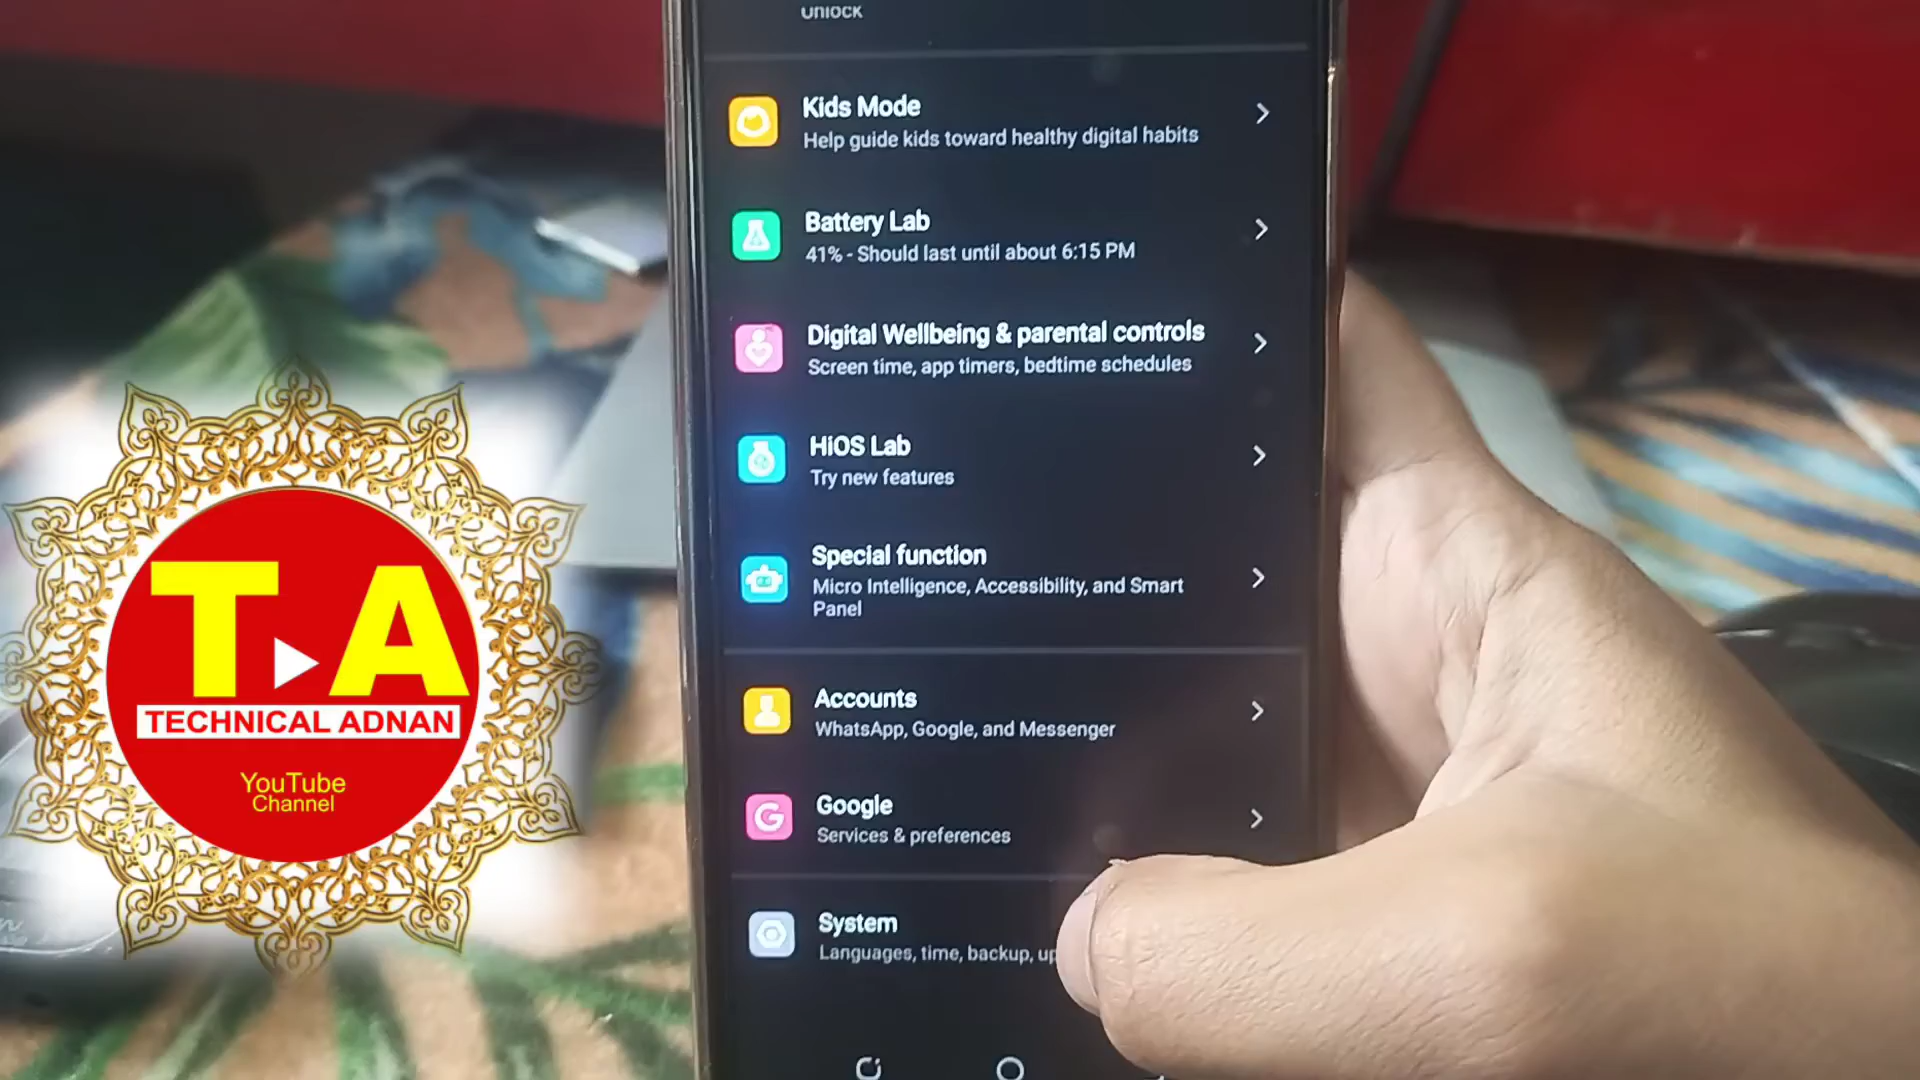 UNIOCK
Kids Mode
Help guide kids toward healthy digital habits
Battery Lab
41% - Should last until about 6:15 PM
Digital Wellbeing & parental controls
Screen time, app timers, bedtime schedules
HiOS Lab
Try new features
Special function
Micro Intelligence, Accessibility, and Smart
Panel
Accounts
WhatsApp, Google, and Messenger
Google
Services & preferences
System
Languages, time, backup, up
T A
TECHNICAL ADNAN
YouTube
Channel